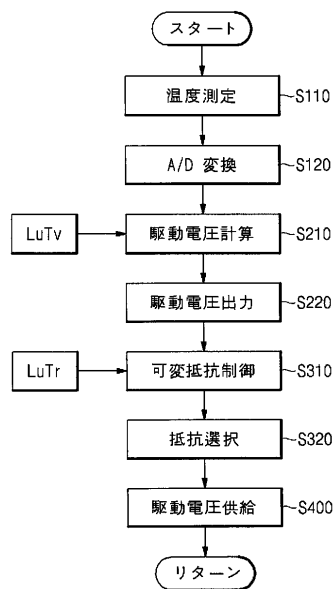 スタート
温度測定 S110
A/D 変換 S120
LuTv 駆動電圧計算 S210
駆動電圧出力 S220
LuTr 可変抵抗制御 S310
抵抗選択 S320
駆動電圧供給 S400
リターン